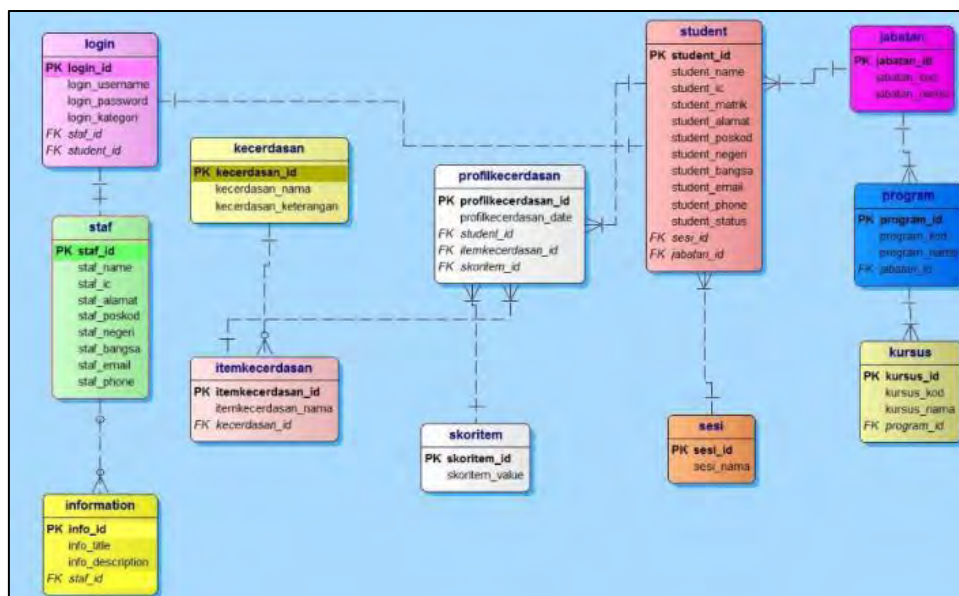 login
PK login_id
login_username
login_password
login_kategori
FK staf_id
FK student_id
staf
PK staf_id
staf_name
staf_ic
staf_alamat
staf_poskod
staf_negeri
staf_bangsa
staf_email
staf_phone
information
PK info_id
info_title
info_description
FK staf_id
kecerdasan
PK kecerdasan_id
kecerdasan_nama
kecerdasan_keterangan
itemkecerdasan
PK itemkecerdasan_id
itemkecerdasan_nama
FK kecerdasan_id
profilkecerdasan
PK profilkecerdasan_id
profilkecerdasan_date
FK student_id
FK itemkecerdasan_id
FK skoritem_id
skoritem
PK skoritem_id
skoritem_value
student
PK student_id
student_name
student_ic
student_matrik
student_alamat
student_poskod
student_negeri
student_bangsa
student_email
student_phone
student_status
FK sesi_id
FK jabatan_id
sesi
PK sesi_id
sesi_nama
jabatan
PK jabatan_id
jabatan_nama
program
PK program_id
program_kod
program_nama
FK jabatan_id
kursus
PK kursus_id
kursus_kod
kursus_nama
FK program_id